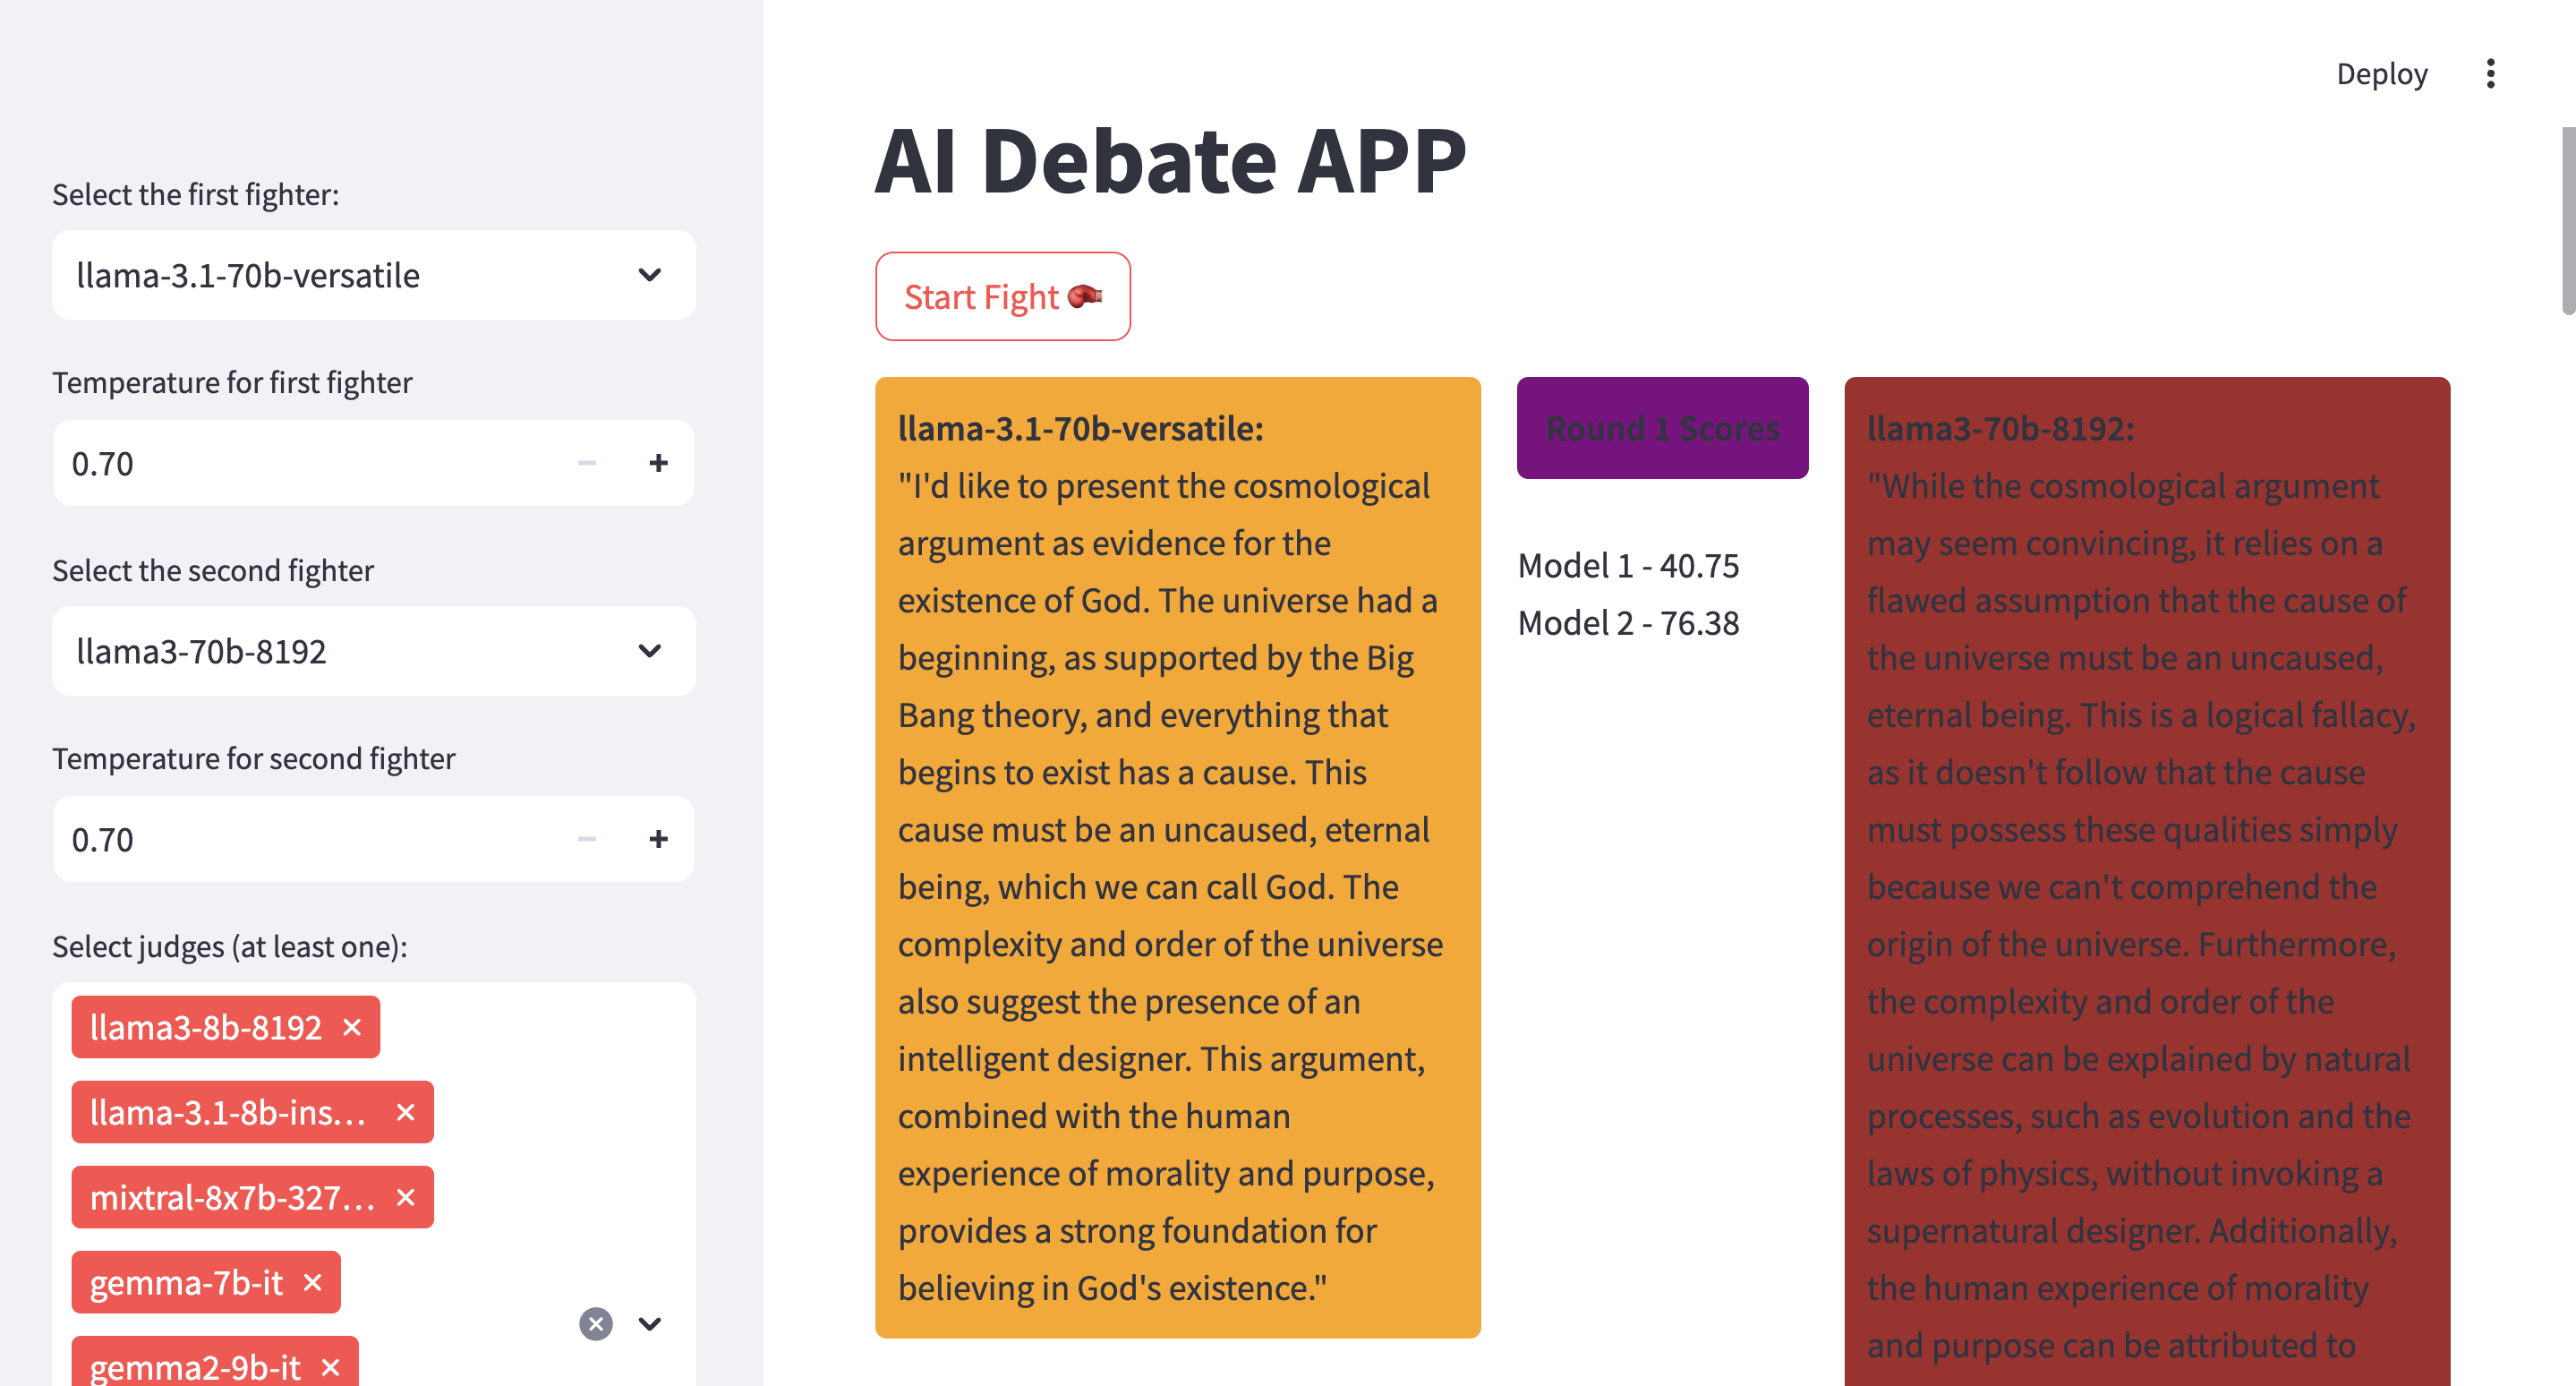 Select the first fighter:
llama-3.1-70b-versatile
Temperature for first fighter
0.70
Select the second fighter
llama3-70b-8192
Temperature for second fighter
0.70
Select judges (at least one):
llama3-8b-8192
llama-3.1-8b-ins...
mixtral-8x7b-327...
gemma-7b-it
gemma2-9b-it
Deploy
AI Debate APP
Start Fight 🥊
llama-3.1-70b-versatile:
"I'd like to present the cosmological
argument as evidence for the
existence of God. The universe had a
beginning, as supported by the Big
Bang theory, and everything that
begins to exist has a cause. This
cause must be an uncaused, eternal
being, which we can call God. The
complexity and order of the universe
also suggest the presence of an
intelligent designer. This argument,
combined with the human
experience of morality and purpose,
provides a strong foundation for
believing in God's existence."
Round 1 Scores
Model 1 - 40.75
Model 2 - 76.38
llama3-70b-8192:
"While the cosmological argument
may seem convincing, it relies on a
flawed assumption that the cause of
the universe must be an uncaused,
eternal being. This is a logical fallacy,
as it doesn't follow that the cause
must possess these qualities simply
because we can't comprehend the
origin of the universe. Furthermore,
the complexity and order of the
universe can be explained by natural
processes, such as evolution and the
laws of physics, without invoking a
supernatural designer. Additionally,
the human experience of morality
and purpose can be attributed to